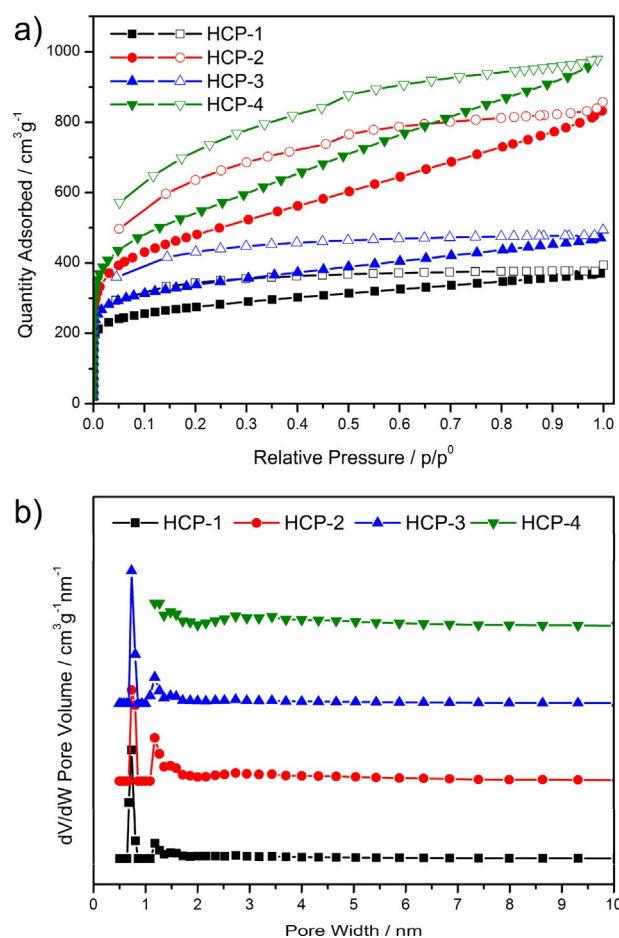 a)
HCP-1
HCP-2
HCP-3
HCP-4
1000
800
600
400
200
0
Quantity Adsorbed / cm³g⁻¹
0.0 0.1 0.2 0.3 0.4 0.5 0.6 0.7 0.8 0.9 1.0
Relative Pressure / p/p⁰
b)
HCP-1 HCP-2 HCP-3 HCP-4
dV/dW Pore Volume / cm³g⁻¹nm⁻¹
0 1 2 3 4 5 6 7 8 9 10
Pore Width / nm